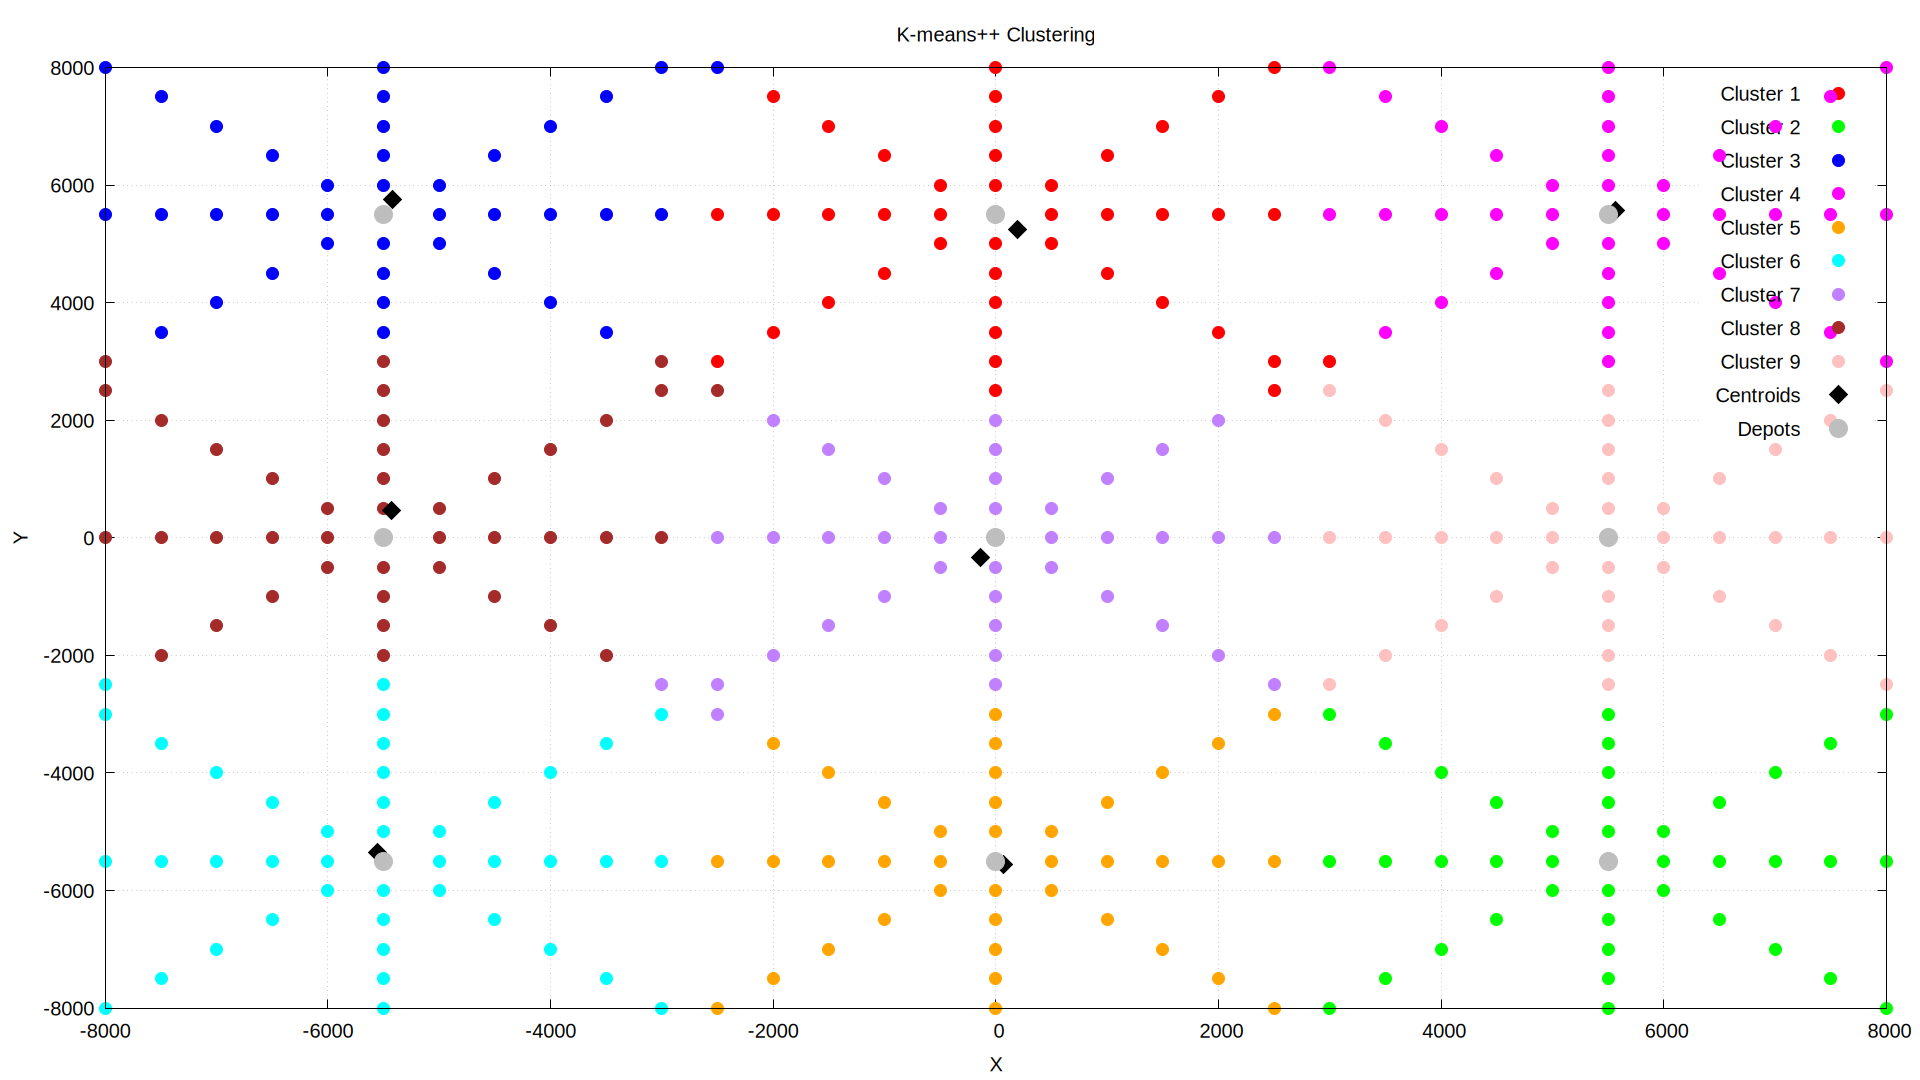 K-means++ Clustering
8000
6000
4000
2000
0
-2000
-4000
-6000
-8000
Y
-8000 -6000 -4000 -2000 0 2000 4000 6000 8000
X
Cluster 1
Cluster 2
Cluster 3
Cluster 4
Cluster 5
Cluster 6
Cluster 7
Cluster 8
Cluster 9
Centroids
Depots